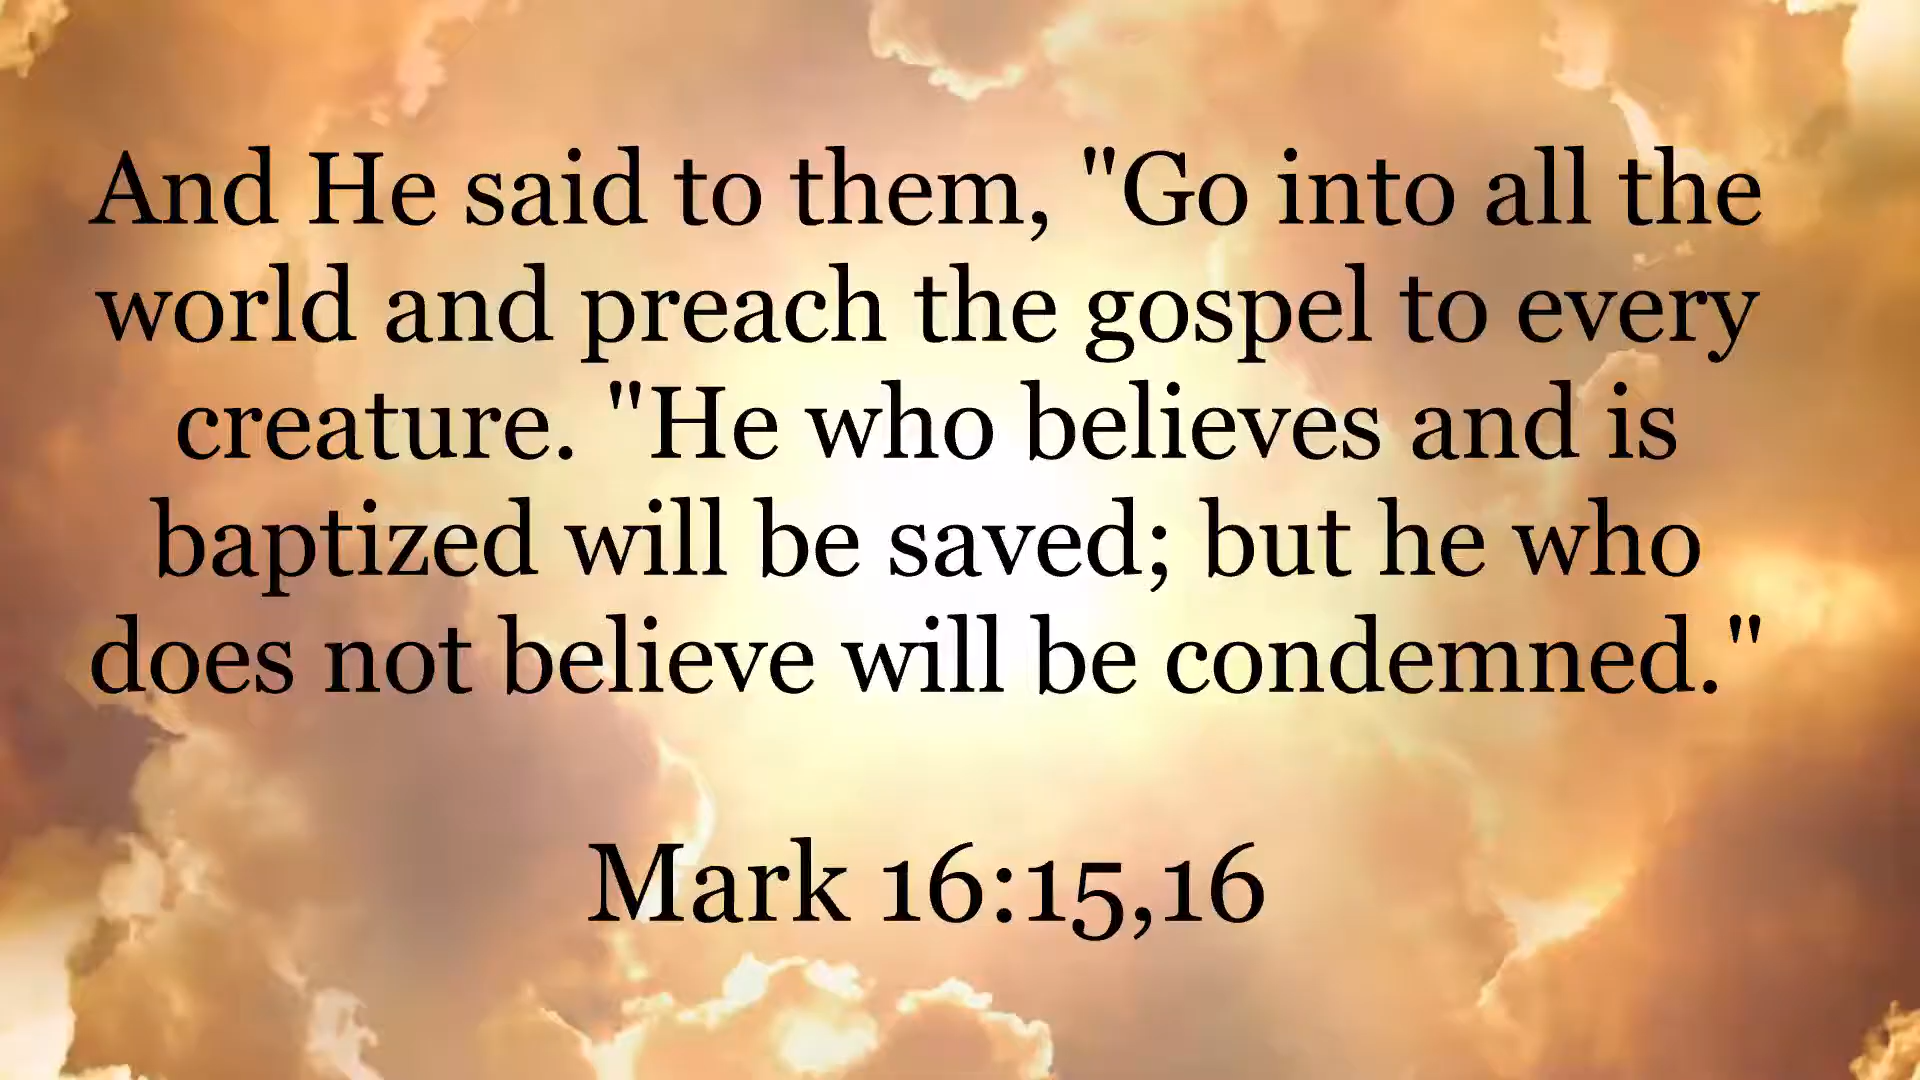 And He said to them, "Go into all the
world and preach the gospel to every
creature. "He who believes and is
baptized will be saved; but he who
does not believe will be condemned."
Mark 16:15,16